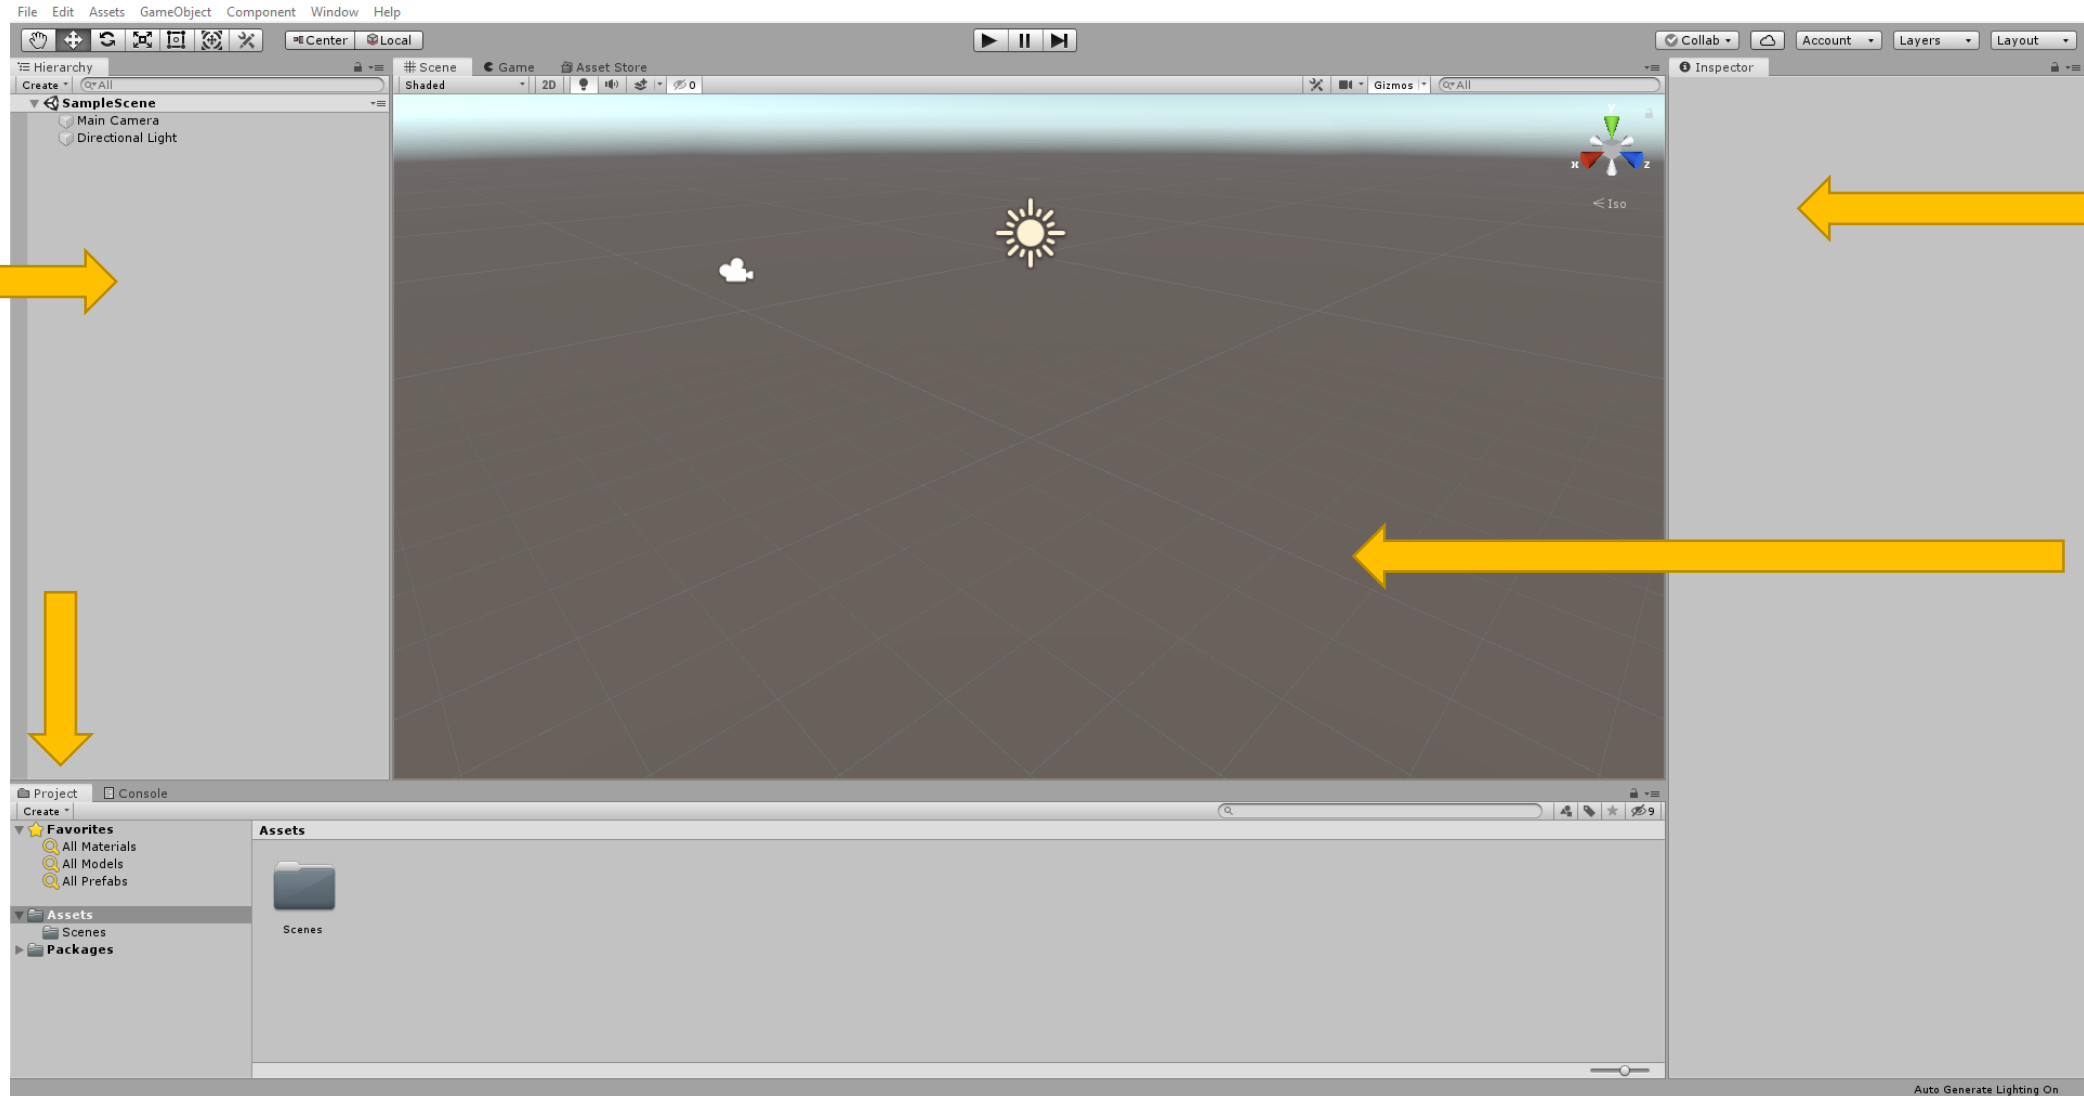 File Edit Assets GameObject Component Window Help
Center Local
Collab Account Layers Layout
Hierarchy
Create All
SampleScene
Main Camera
Directional Light
Scene Game Asset Store
Shaded 2D 0 Gizmos All
y
x z
Iso
Inspector
Project Console
Create
9
Favorites
All Materials
All Models
All Prefabs
Assets
Scenes
Packages
Assets
Scenes
Auto Generate Lighting On